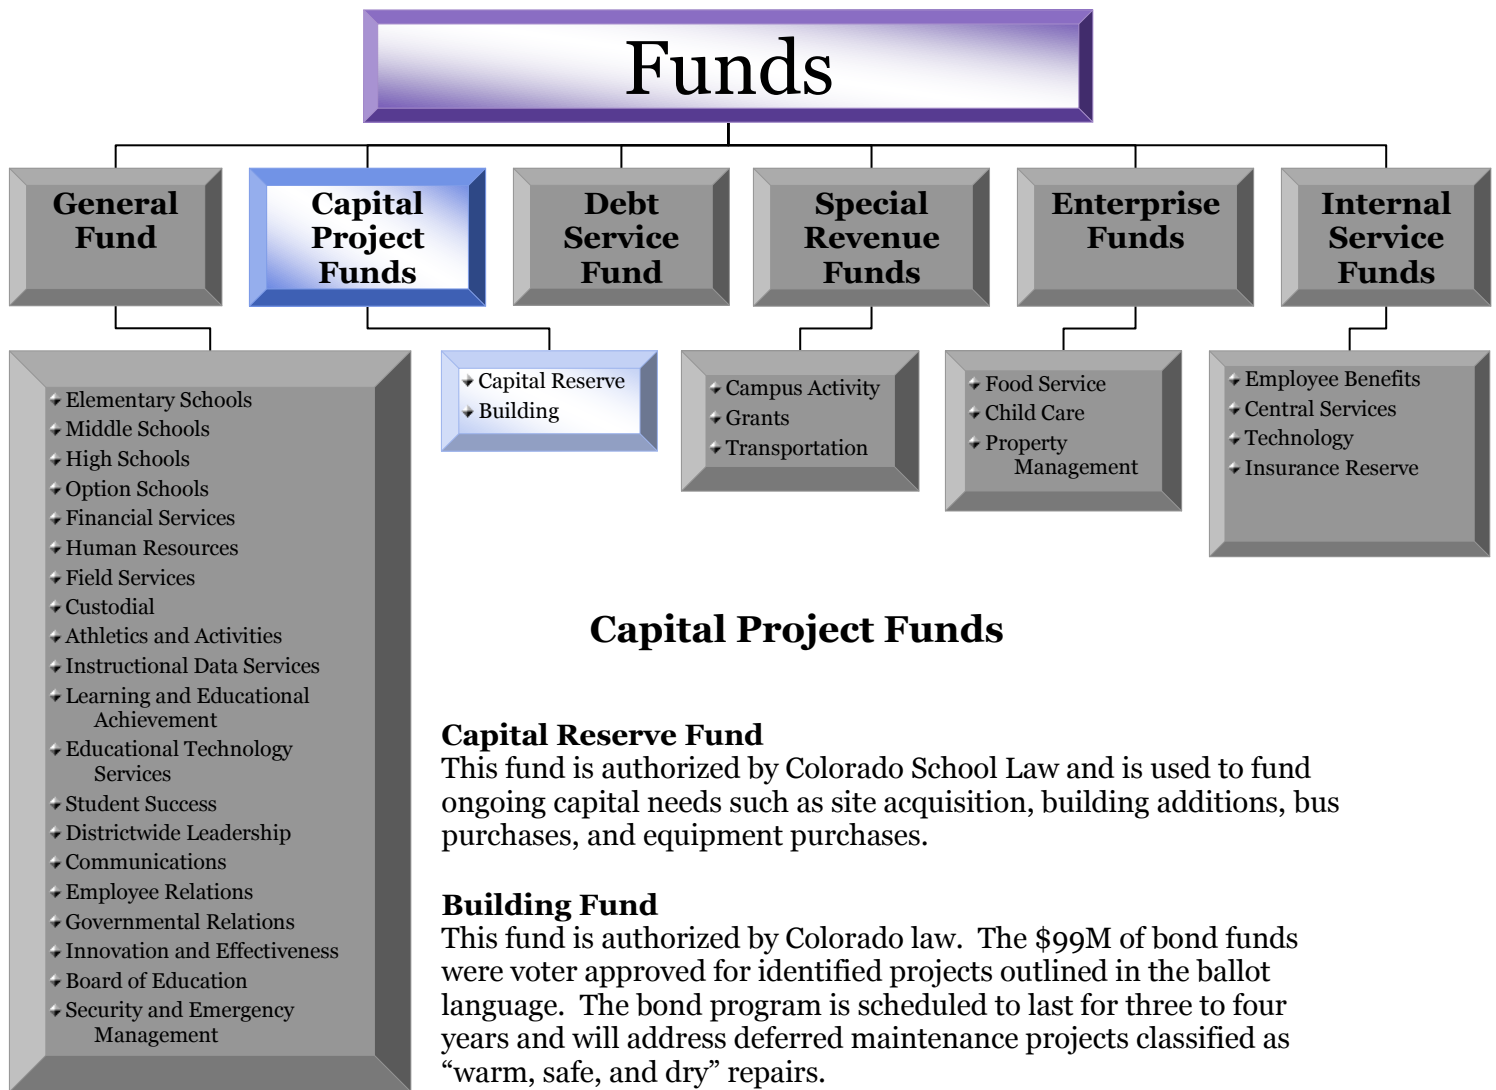 Funds
General
Fund
Capital
Project
Funds
Debt
Service
Fund
Special
Revenue
Funds
Enterprise
Funds
Internal
Service
Funds
Elementary Schools
Middle Schools
High Schools
Option Schools
Financial Services
Human Resources
Field Services
Custodial
Athletics and Activities
Instructional Data Services
Learning and Educational
Achievement
Educational Technology
Services
Student Success
Districtwide Leadership
Communications
Employee Relations
Governmental Relations
Innovation and Effectiveness
Board of Education
Security and Emergency
Management
Capital Reserve
Building
Campus Activity
Grants
Transportation
Food Service
Child Care
Property
Management
Employee Benefits
Central Services
Technology
Insurance Reserve
Capital Project Funds
Capital Reserve Fund
This fund is authorized by Colorado School Law and is used to fund
ongoing capital needs such as site acquisition, building additions, bus
purchases, and equipment purchases.
Building Fund
This fund is authorized by Colorado law.  The $99M of bond funds
were voter approved for identified projects outlined in the ballot
language.  The bond program is scheduled to last for three to four
years and will address deferred maintenance projects classified as
“warm, safe, and dry” repairs.